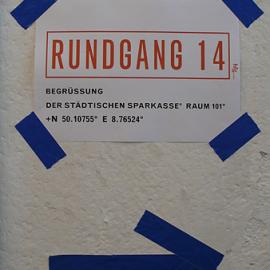 RUNDGANG 14
BEGRÜSSUNG
DER STÄDTISCHEN SPARKASSE° RAUM 101°
+N 50.10755° E 8.76524°